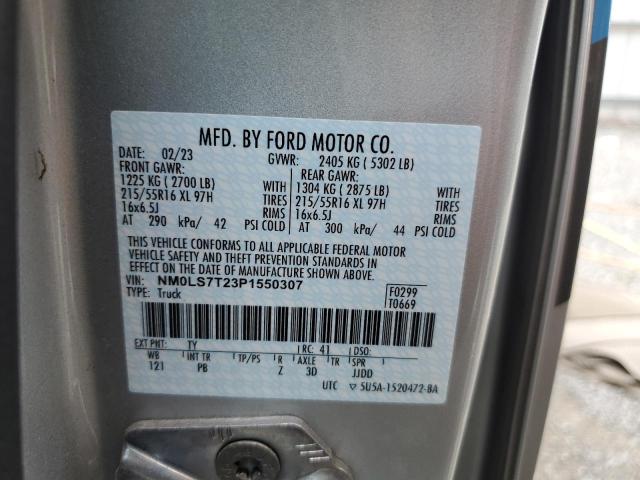 MFD. BY FORD MOTOR CO.
DATE: 02/23 GVWR: 2405 KG ( 5302 LB)
FRONT GAWR: REAR GAWR:
1225 KG ( 2700 LB) WITH 1304 KG ( 2875 LB) WITH
215/55R16 XL 97H TIRES 215/55R16 XL 97H TIRES
16x6.5J RIMS 16x6.5J RIMS
AT 290 kPa/ 42 PSI COLD AT 300 kPa/ 44 PSI COLD
THIS VEHICLE CONFORMS TO ALL APPLICABLE FEDERAL MOTOR
VEHICLE SAFETY AND THEFT PREVENTION STANDARDS IN
EFFECT ON THE DATE OF MANUFACTURE SHOWN ABOVE.
VIN: NM0LS7T23P1550307 F0299
TYPE: Truck T0669
EXT PNT: TY RC: 41 DSO:
WB INT TR TP/PS R AXLE TR SPR
121 PB Z 3D JJDD
UTC ▽ 5U5A-1520472-BA